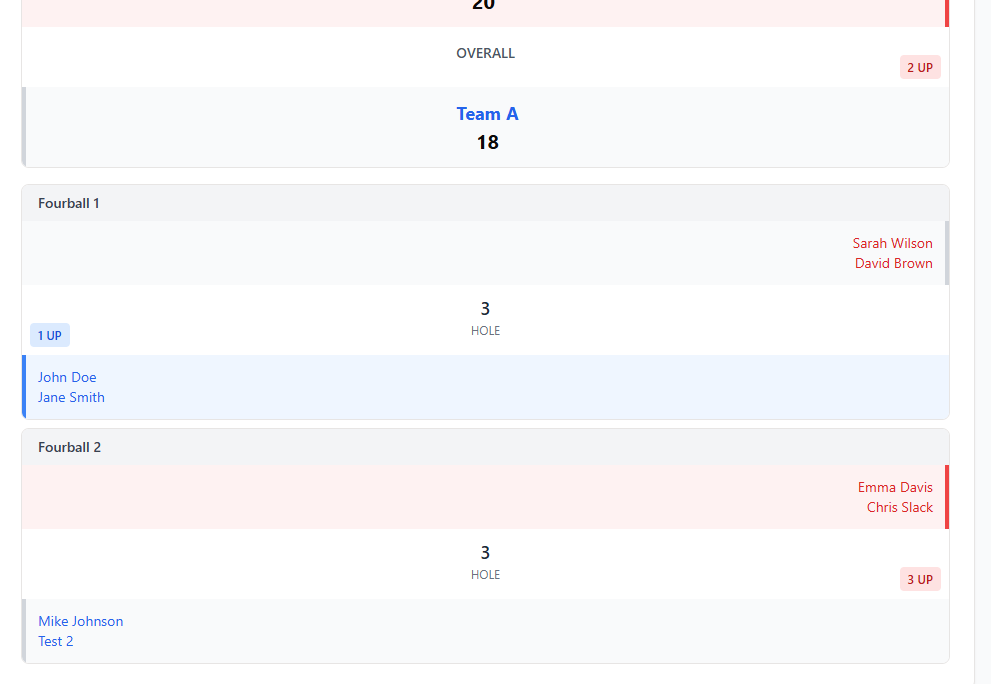 20
OVERALL
2 UP
Team A
18
Fourball 1
Sarah Wilson
David Brown
3
HOLE
1 UP
John Doe
Jane Smith
Fourball 2
Emma Davis
Chris Slack
3
HOLE
3 UP
Mike Johnson
Test 2